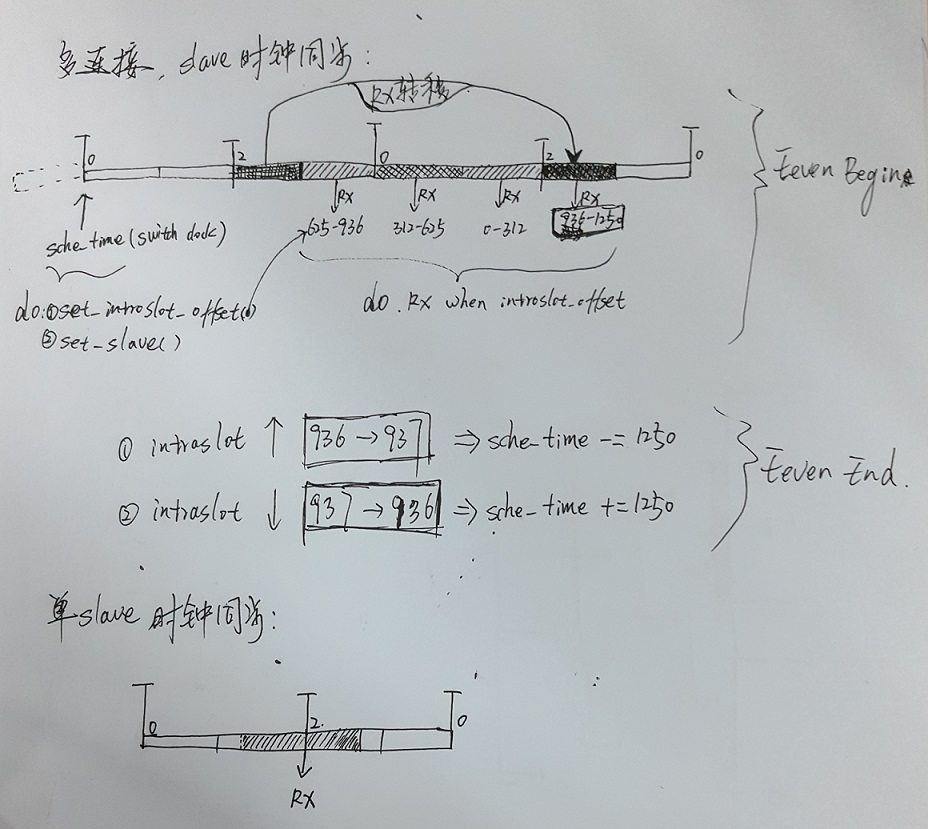 多连接, slave 时钟同步:
Rx转移
0 2 0 2 0
Rx Rx Rx Rx
625-936 312-625 0-312 936-1250
sche_time (switch clock)
do:①set_introslot_offset()
②set_slave()
do. Rx when introslot_offset
Eeven Begin
① intraslot ↑ 936→937 ⇒ sche_time -= 1250
② intraslot ↓ 937→936 ⇒ sche_time += 1250
Eeven End.
单slave 时钟同步:
0 2. 0
Rx